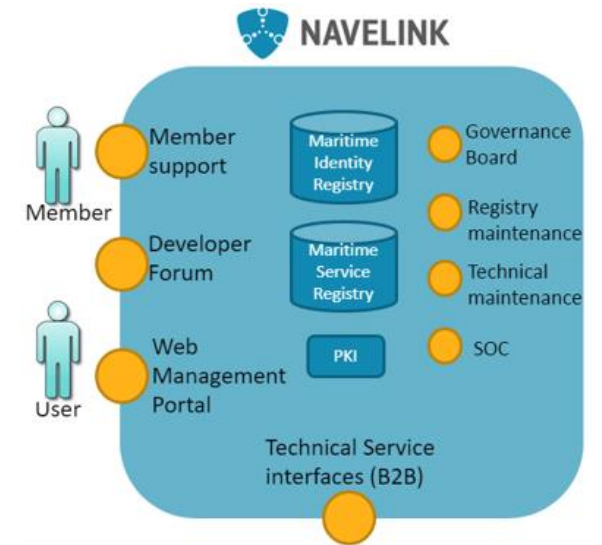 NAVELINK
Member
support
Member
Developer
Forum
Web
Management
Portal
User
Maritime
Identity
Registry
Maritime
Service
Registry
PKI
Governance
Board
Registry
maintenance
Technical
maintenance
SOC
Technical Service
interfaces (B2B)